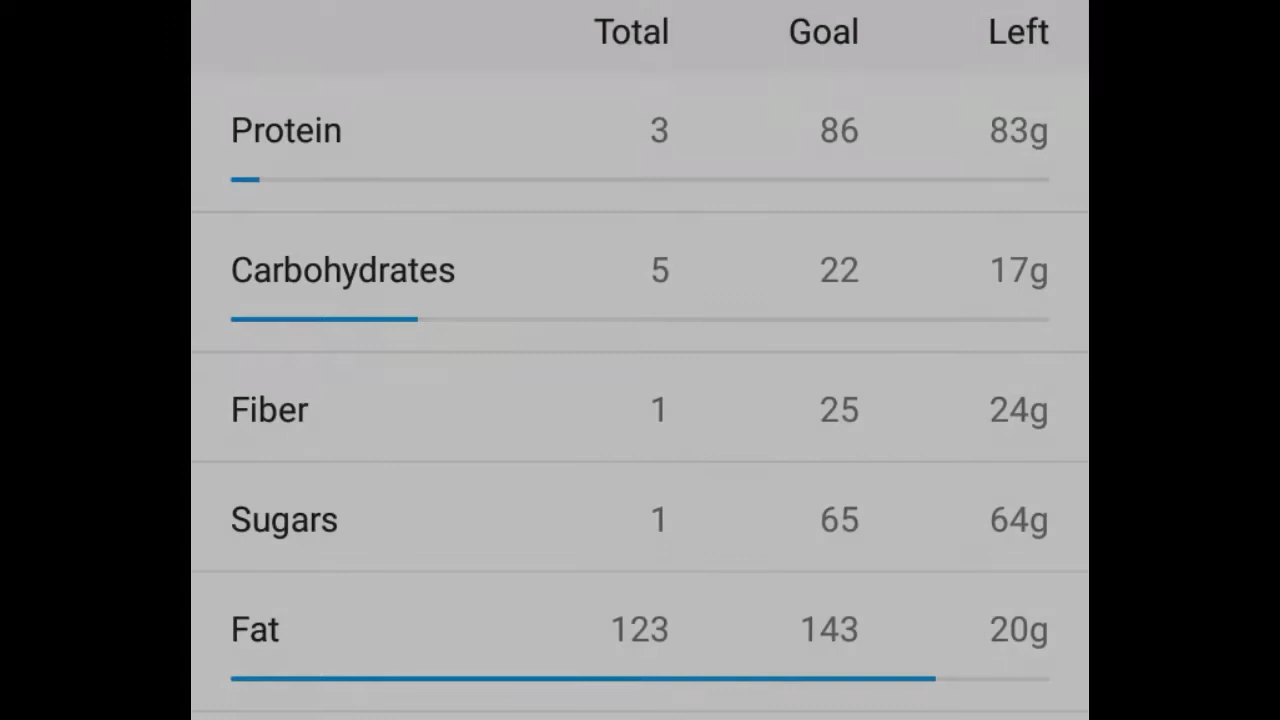 Total Goal Left
Protein 3 86 83g
Carbohydrates 5 22 17g
Fiber 1 25 24g
Sugars 1 65 64g
Fat 123 143 20g